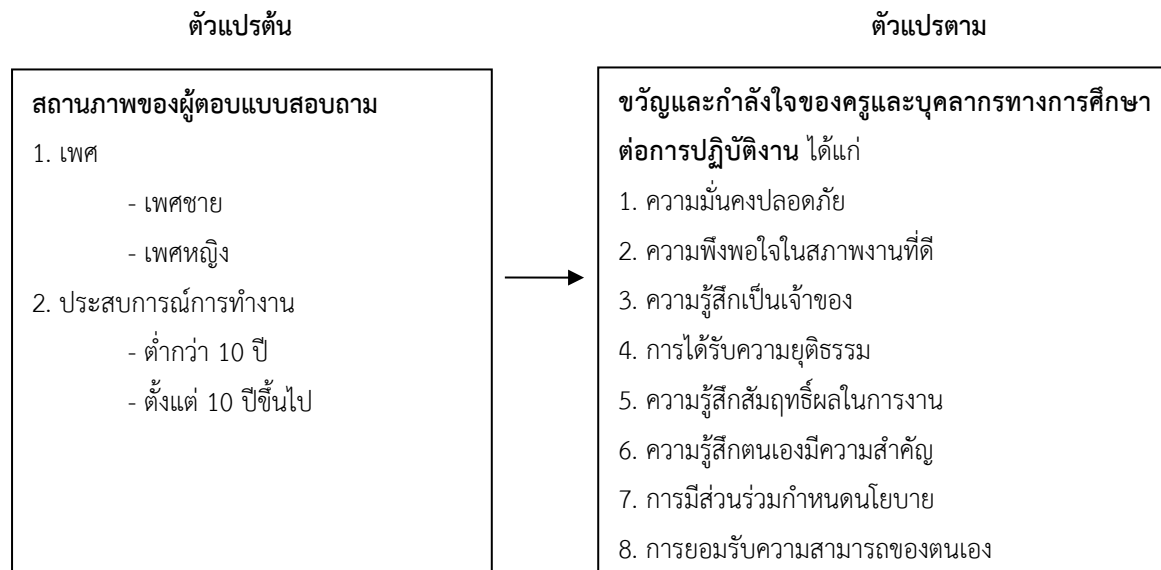 ตัวแปรต้น
สถานภาพของผู้ตอบแบบสอบถาม
1. เพศ
- เพศชาย
- เพศหญิง
2. ประสบการณ์การทำงาน
- ต่ำกว่า 10 ปี
- ตั้งแต่ 10 ปีขึ้นไป
ตัวแปรตาม
ขวัญและกำลังใจของครูและบุคลากรทางการศึกษา
ต่อการปฏิบัติงาน ได้แก่
1. ความมั่นคงปลอดภัย
2. ความพึงพอใจในสภาพงานที่ดี
3. ความรู้สึกเป็นเจ้าของ
4. การได้รับความยุติธรรม
5. ความรู้สึกสัมฤทธิ์ผลในการงาน
6. ความรู้สึกตนเองมีความสำคัญ
7. การมีส่วนร่วมกำหนดนโยบาย
8. การยอมรับความสามารถของตนเอง